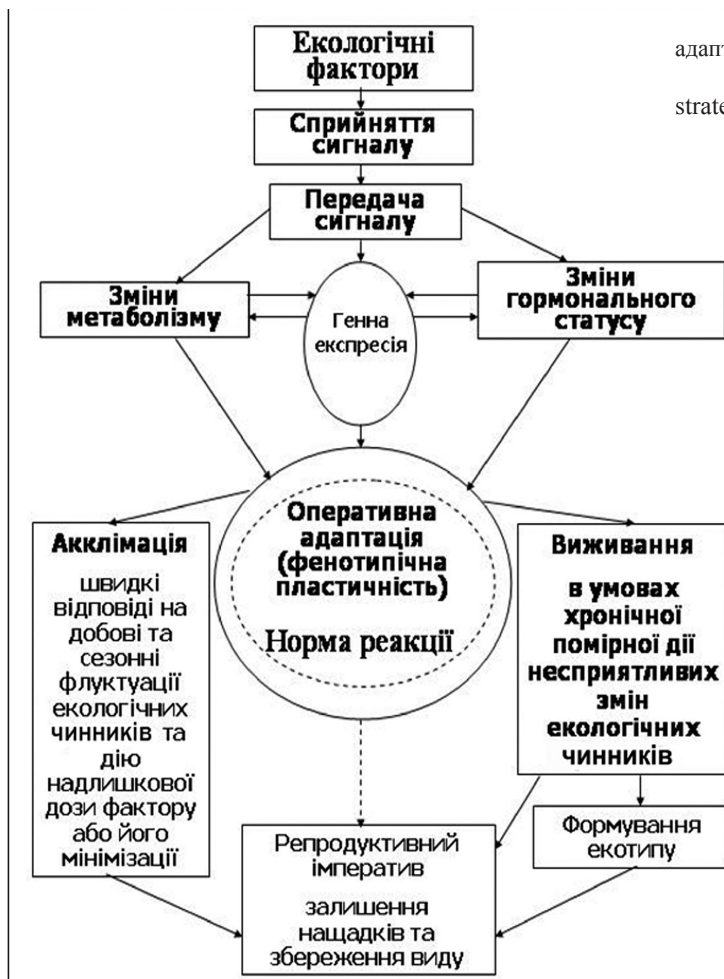 Екологічні
фактори
адапт
strate
Сприйняття
сигналу
Передача
сигналу
Зміни
метаболізму
Генна
експресія
Зміни
гормонального
статусу
Оперативна
адаптація
(фенотипічна
пластичність)
Норма реакції
Акклімація
швидкі
відповіді на
добові та
сезонні
флуктуації
екологічних
чинників та
дію
надлишкової
дози фактору
або його
мінімізації
Виживання
в умовах
хронічної
помірної дії
несприятливих
змін
екологічних
чинників
Формування
екотипу
Репродуктивний
імператив
залишення
нащадків та
збереження виду